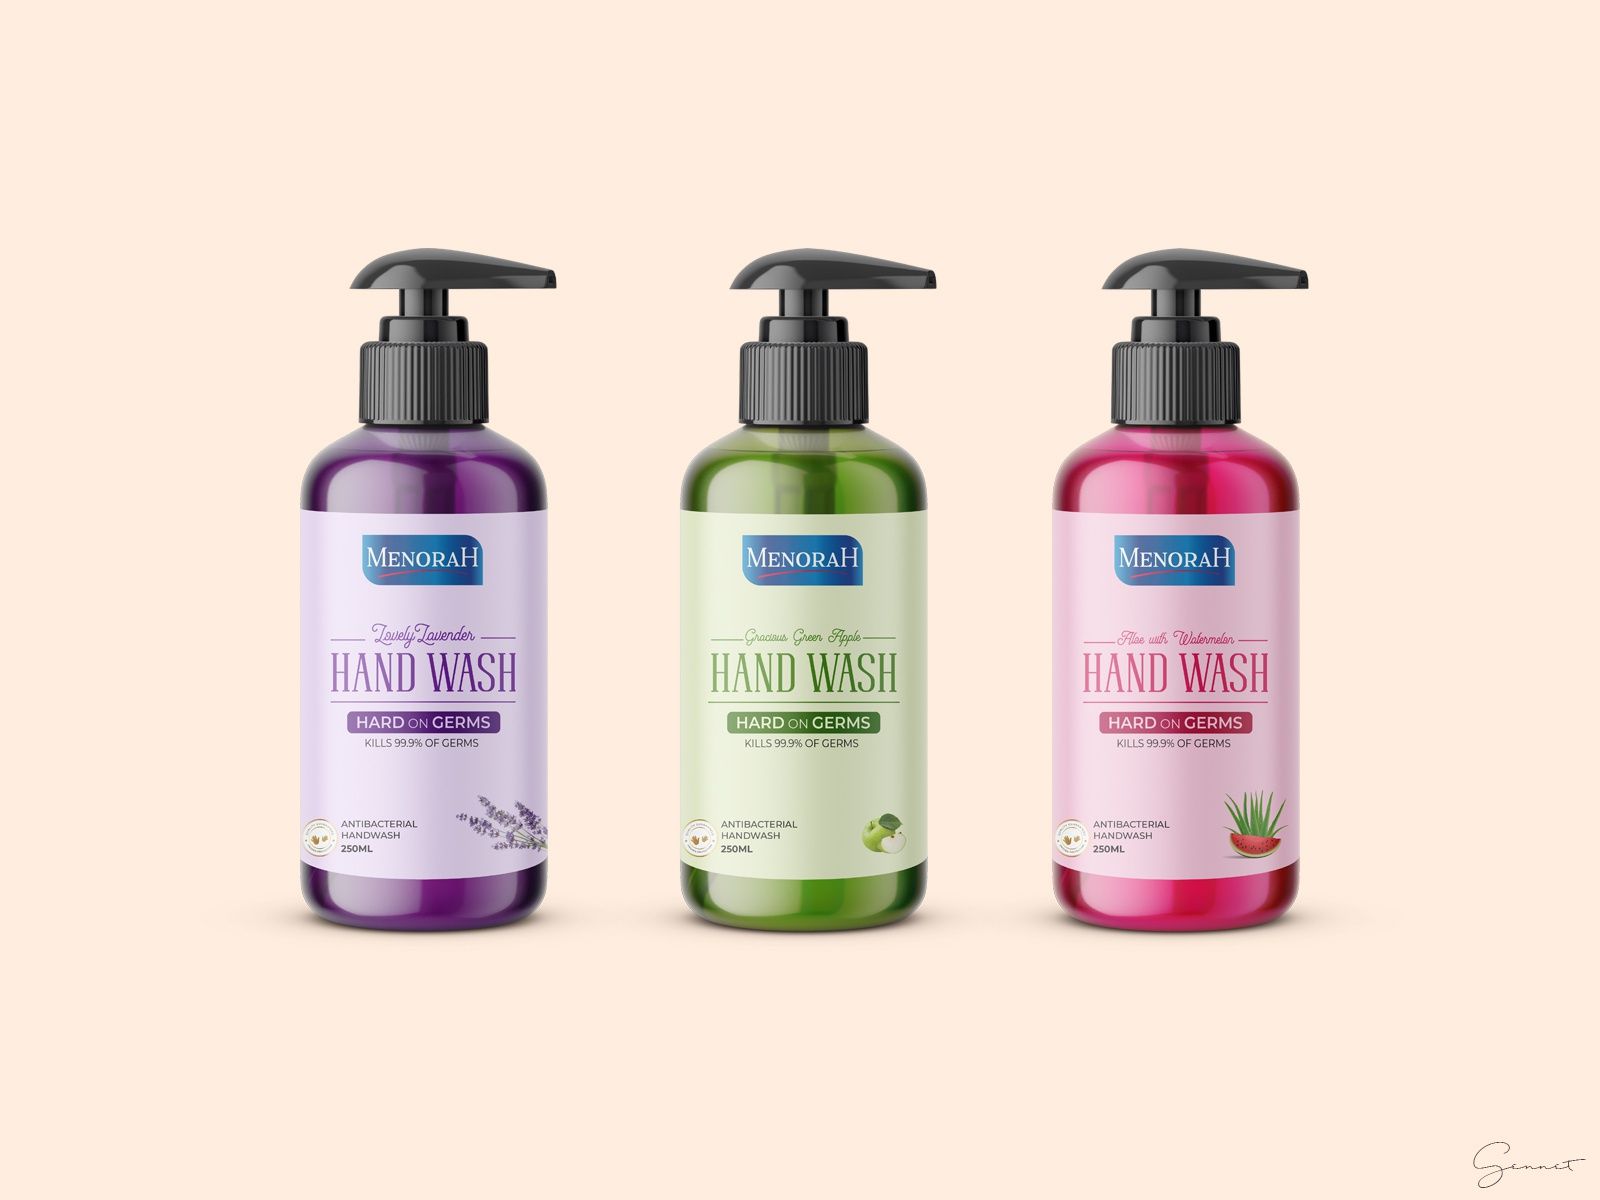 MENORAH
Lovely Lavender
HAND WASH
HARD ON GERMS
KILLS 99.9% OF GERMS
ANTIBACTERIAL
HANDWASH
250ML
MENORAH
Gracious Green Apple
HAND WASH
HARD ON GERMS
KILLS 99.9% OF GERMS
ANTIBACTERIAL
HANDWASH
250ML
MENORAH
Aloe with Watermelon
HAND WASH
HARD ON GERMS
KILLS 99.9% OF GERMS
ANTIBACTERIAL
HANDWASH
250ML
Gennet